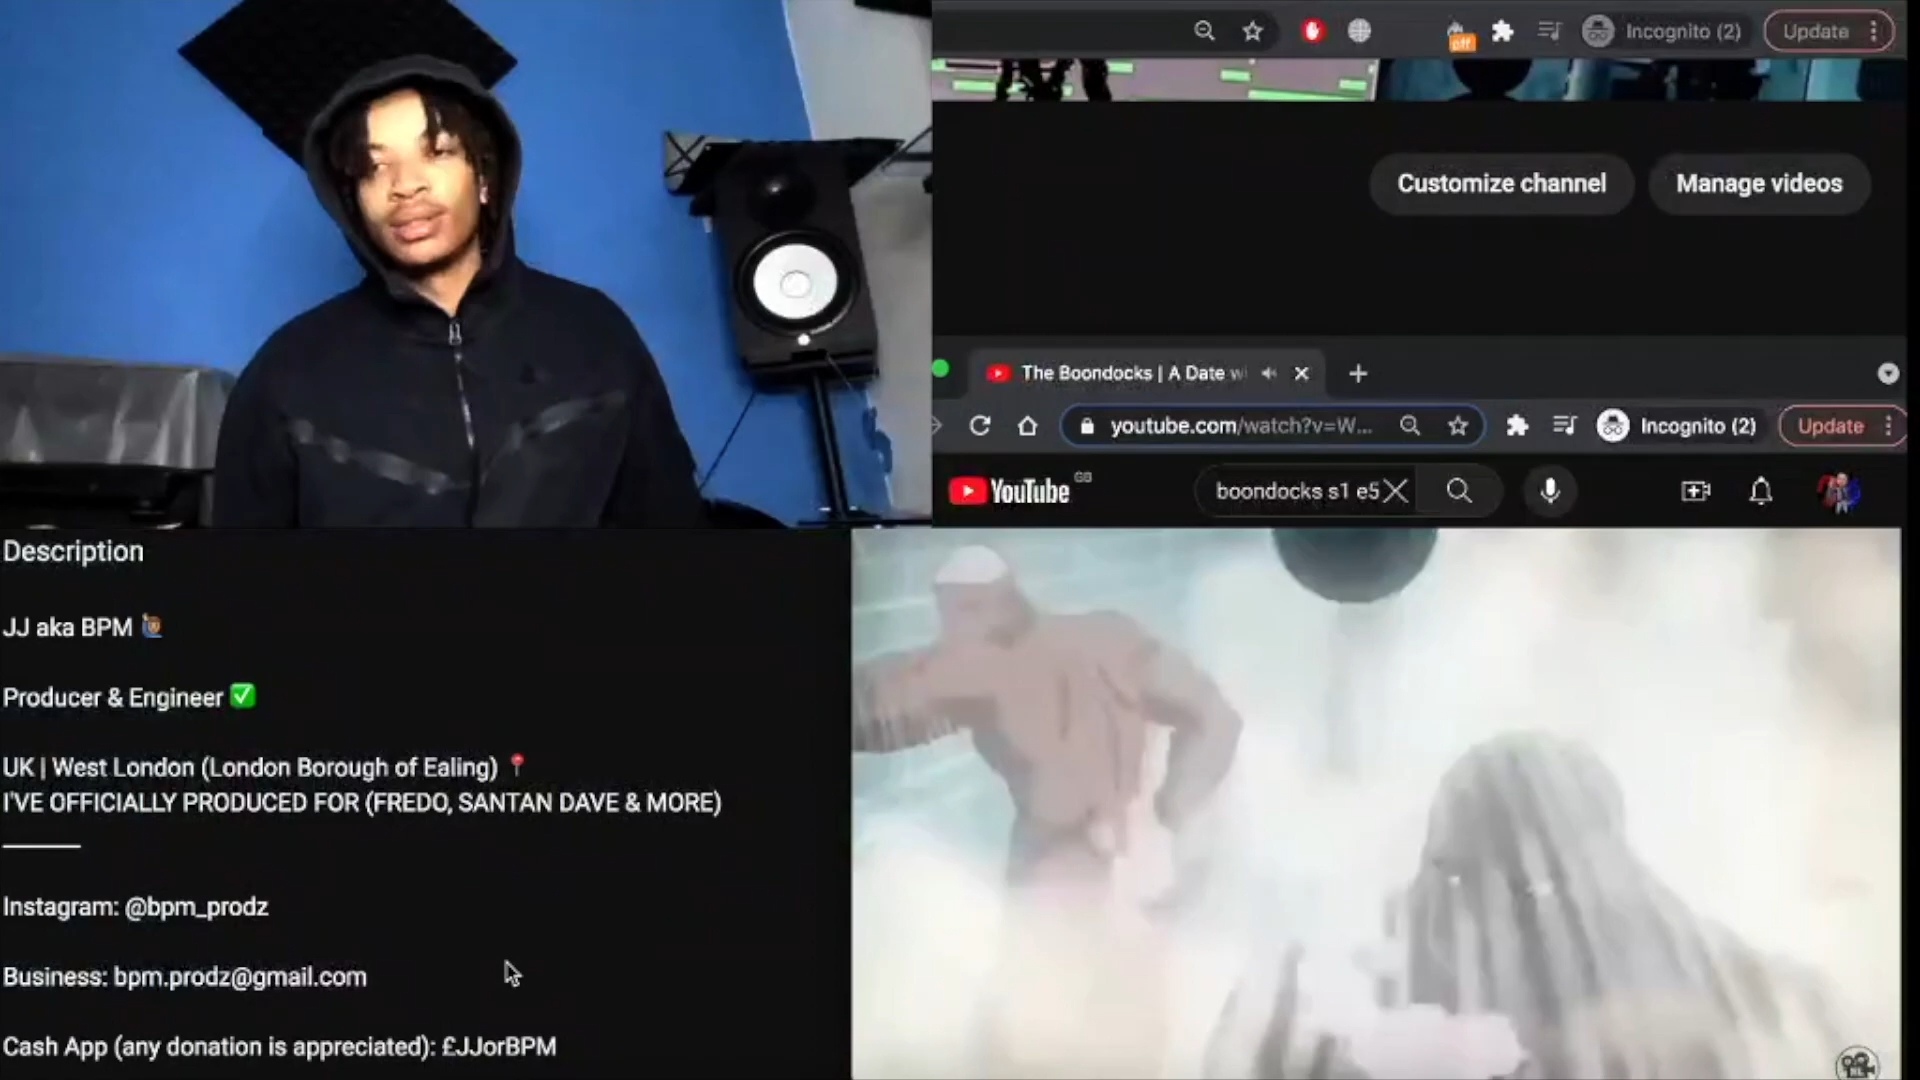 off
Incognito (2)
Update
Customize channel
Manage videos
The Boondocks | A Date wi
youtube.com/watch?v=W...
Incognito (2)
Update
YouTube GB
boondocks s1 e5
Description
JJ aka BPM
Producer & Engineer
UK | West London (London Borough of Ealing)
I'VE OFFICIALLY PRODUCED FOR (FREDO, SANTAN DAVE & MORE)
Instagram: @bpm_prodz
Business: bpm.prodz@gmail.com
Cash App (any donation is appreciated): £JJorBPM